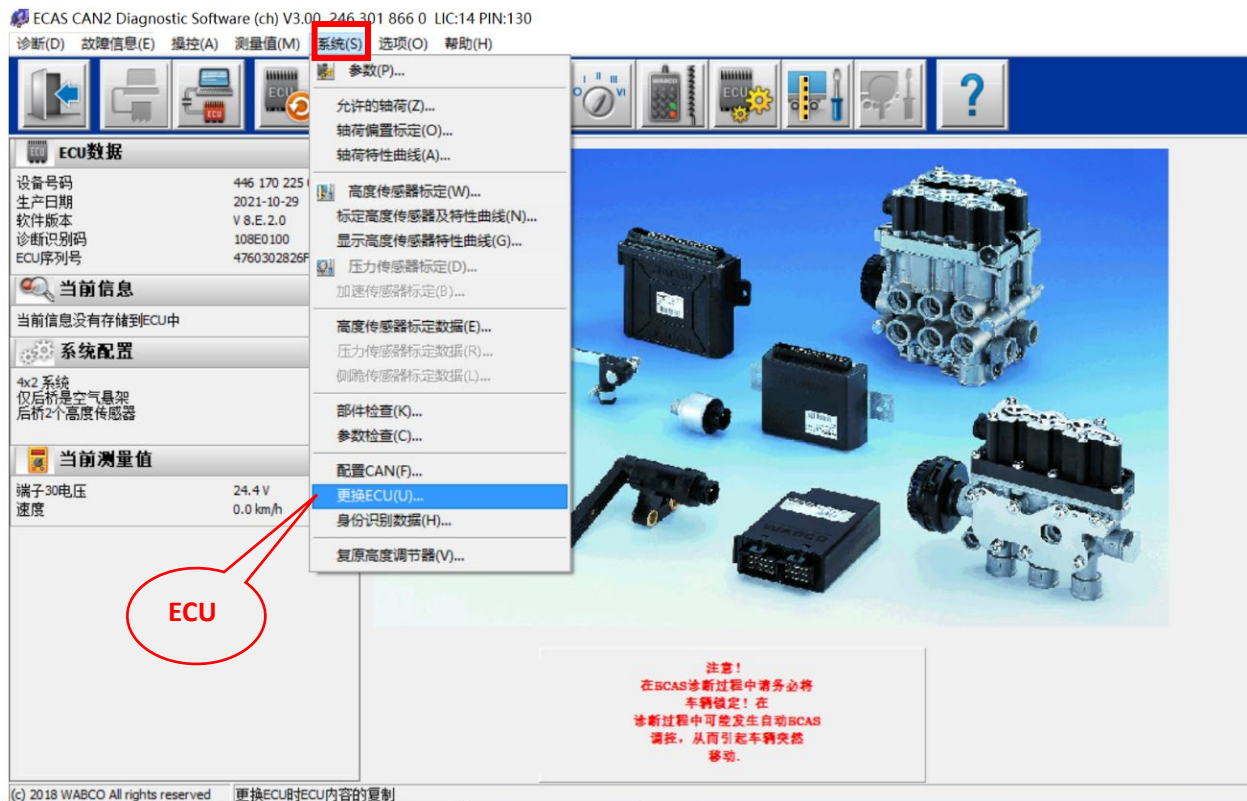 ECAS CAN2 Diagnostic Software (ch) V3.00 246 301 866 0 LIC:14 PIN:130
诊断(D) 故障信息(E) 操控(A) 测量值(M) 系统(S) 选项(O) 帮助(H)
参数(P)...
允许的轴荷(Z)...
轴荷偏置标定(O)...
轴荷特性曲线(A)...
高度传感器标定(W)...
标定高度传感器及特性曲线(N)...
显示高度传感器特性曲线(G)...
压力传感器标定(D)...
加速传感器标定(B)...
高度传感器标定数据(E)...
压力传感器标定数据(R)...
侧跪传感器标定数据(L)...
部件检查(K)...
参数检查(C)...
配置CAN(F)...
更换ECU(U)...
身份识别数据(H)...
复原高度调节器(V)...
ECU数据
设备号码 446 170 225
生产日期 2021-10-29
软件版本 V 8.E.2.0
诊断识别码 108E0100
ECU序列号 4760302826F
当前信息
当前信息没有存储到ECU中
系统配置
4x2 系统
仅后桥是空气悬架
后桥2个高度传感器
当前测量值
端子30电压 24.4 V
速度 0.0 km/h
ECU
注意!
在ECAS诊断过程中请务必将
车辆锁定! 在
诊断过程中可能发生自动ECAS
调控, 从而引起车辆突然
移动.
(c) 2018 WABCO All rights reserved 更换ECU时ECU内容的复制